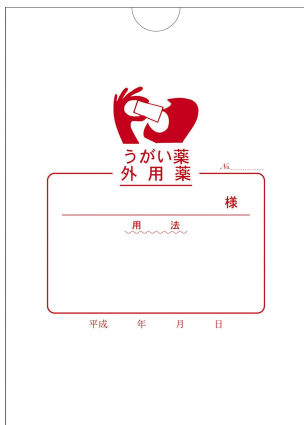 うがい薬
外用薬
№
様
用法
平成　年　月　日